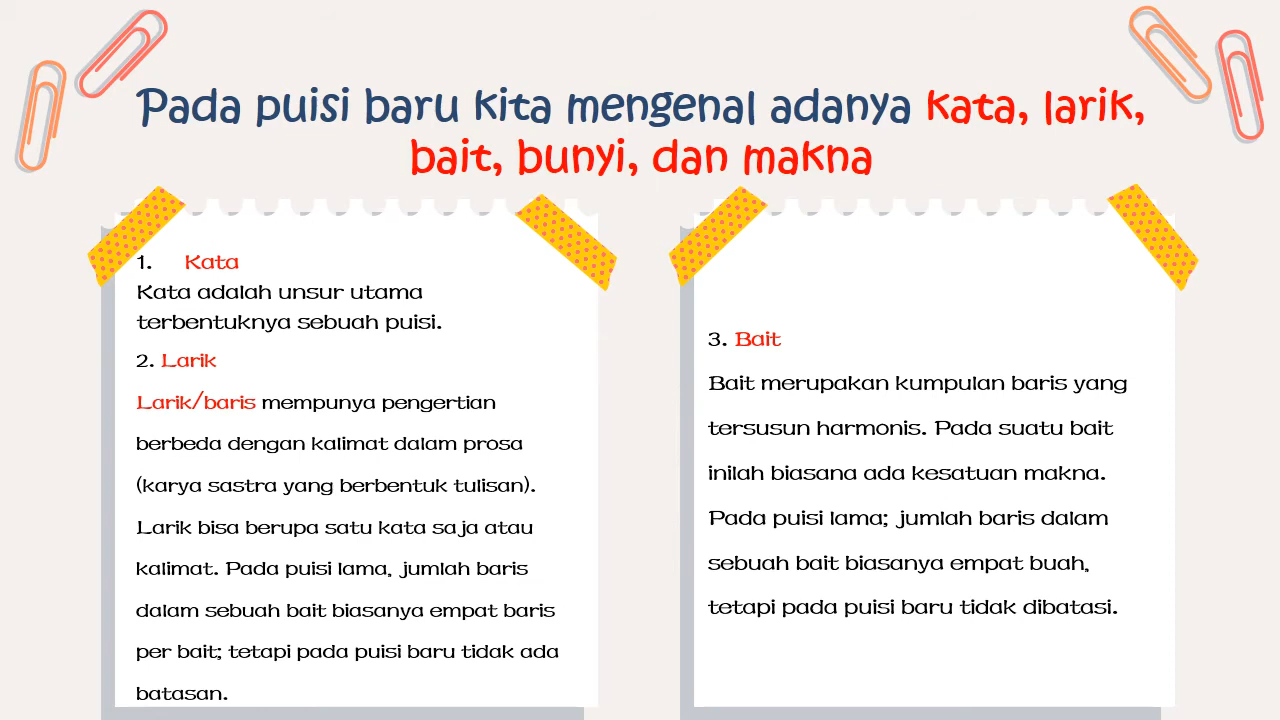 Pada puisi baru kita mengenal adanya kata, larik,
bait, bunyi, dan makna
1. Kata
Kata adalah unsur utama
terbentuknya sebuah puisi.
2. Larik
Larik/baris mempunya pengertian
berbeda dengan kalimat dalam prosa
(karya sastra yang berbentuk tulisan).
Larik bisa berupa satu kata saja atau
kalimat. Pada puisi lama, jumlah baris
dalam sebuah bait biasanya empat baris
per bait; tetapi pada puisi baru tidak ada
batasan.
3. Bait
Bait merupakan kumpulan baris yang
tersusun harmonis. Pada suatu bait
inilah biasana ada kesatuan makna.
Pada puisi lama; jumlah baris dalam
sebuah bait biasanya empat buah,
tetapi pada puisi baru tidak dibatasi.